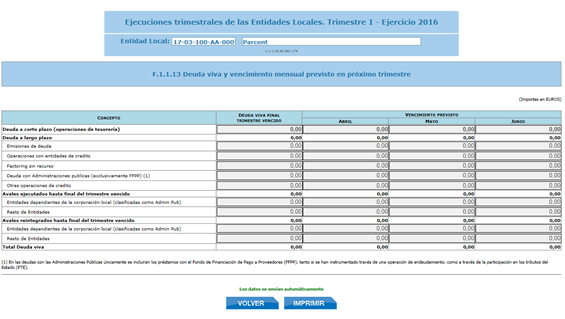 Ejecuciones trimestrales de las Entidades Locales. Trimestre 1 - Ejercicio 2016
Entidad Local: 17-03-100-AA-000 Parcent
F.1.1.13 Deuda viva y vencimiento mensual previsto en próximo trimestre
(Importes en EUROS)
CONCEPTO DEUDA VIVA FINAL TRIMESTRE VENCIDO VENCIMIENTO PREVISTO
ABRIL MAYO JUNIO
Deuda a corto plazo (operaciones de tesorería) 0,00 0,00 0,00 0,00
Deuda a largo plazo 0,00 0,00 0,00 0,00
Emisiones de deuda 0,00 0,00 0,00 0,00
Operaciones con entidades de credito 0,00 0,00 0,00 0,00
Factoring sin recurso 0,00 0,00 0,00 0,00
Deuda con Administraciones publicas (exclusivamente FFPP) (1) 0,00 0,00 0,00 0,00
Otras operaciones de credito 0,00 0,00 0,00 0,00
Avales ejecutados hasta final del trimestre vencido 0,00 0,00 0,00 0,00
Entidades dependientes de la corporación local (clasificadas como Admin Pub) 0,00 0,00 0,00 0,00
Resto de Entidades 0,00 0,00 0,00 0,00
Avales reintegrados hasta final del trimestre vencido 0,00 0,00 0,00 0,00
Entidades dependientes de la corporación local (clasificadas como Admin Pub) 0,00 0,00 0,00 0,00
Resto de Entidades 0,00 0,00 0,00 0,00
Total Deuda viva 0,00 0,00 0,00 0,00
(1) En las deudas con las Administraciones Públicas únicamente se incluirán los préstamos con el Fondo de Financiación de Pago a Proveedores (FFPP), tanto si se han instrumentado través de una operación de endeudamiento, como a través de la participación en los tributos del
Estado (PTE).
Los datos se envían automáticamente
VOLVER IMPRIMIR